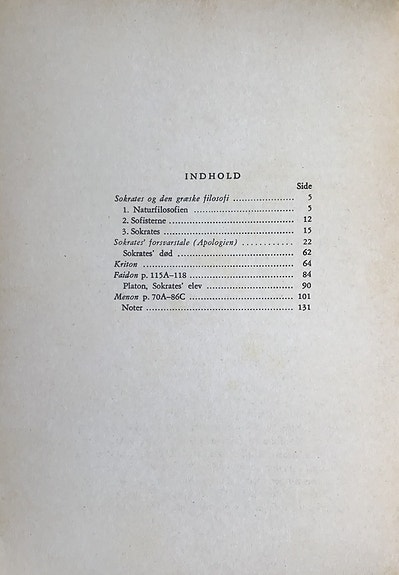 INDHOLD
Side
Sokrates og den græske filosofi ..................... 5
1. Naturfilosofien ................................. 5
2. Sofisterne ....................................... 12
3. Sokrates ......................................... 15
Sokrates' forsvarstale (Apologien) ............ 22
Sokrates' død ....................................... 62
Kriton .................................................. 64
Faidon p. 115A–118 .................................. 84
Platon, Sokrates' elev ............................. 90
Menon p. 70A–86C .................................... 101
Noter ................................................... 131